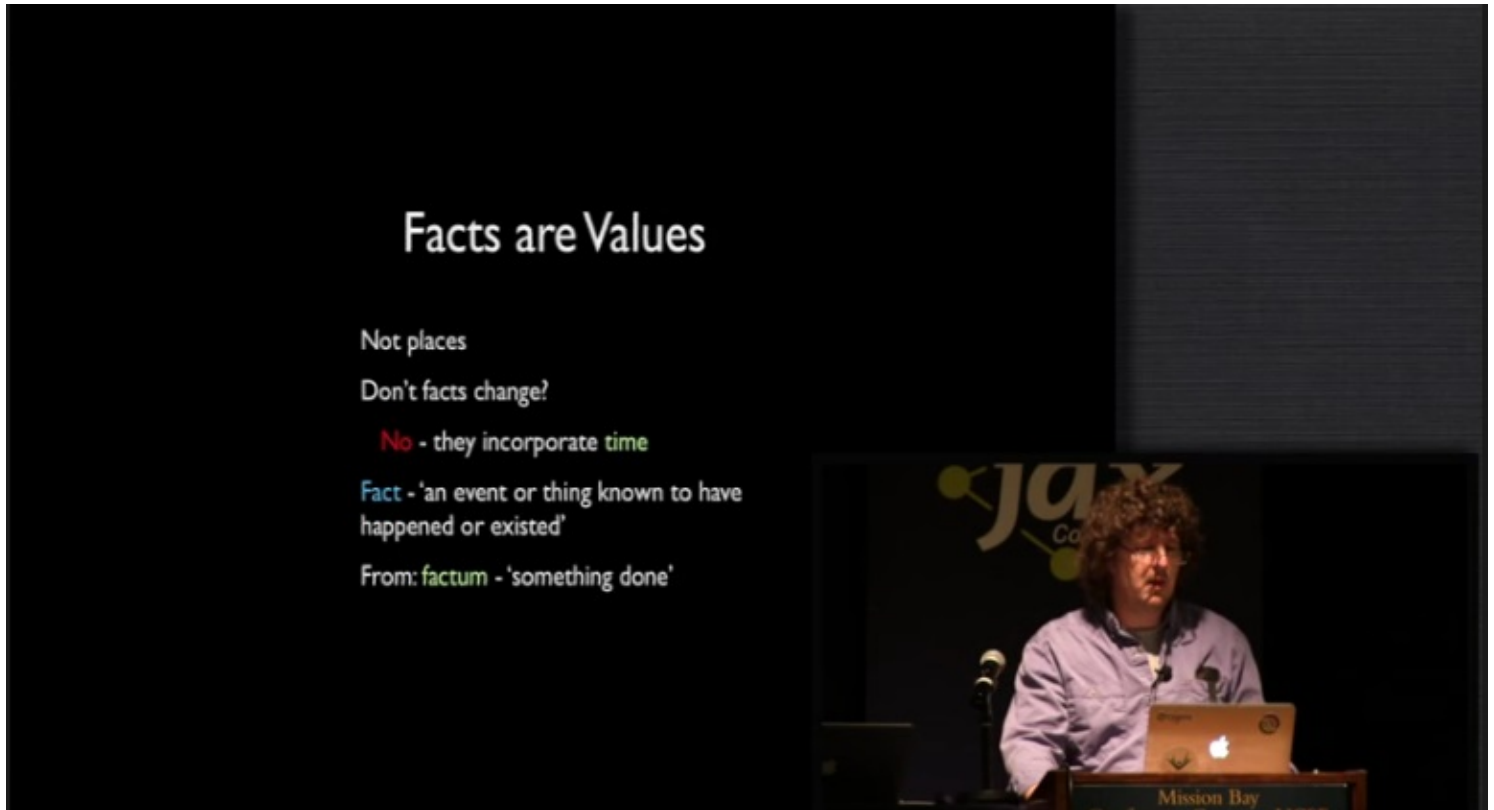 Facts are Values
Not places
Don't facts change?
No - they incorporate time
Fact - 'an event or thing known to have
happened or existed'
From: factum - 'something done'
jax
Mission Bay